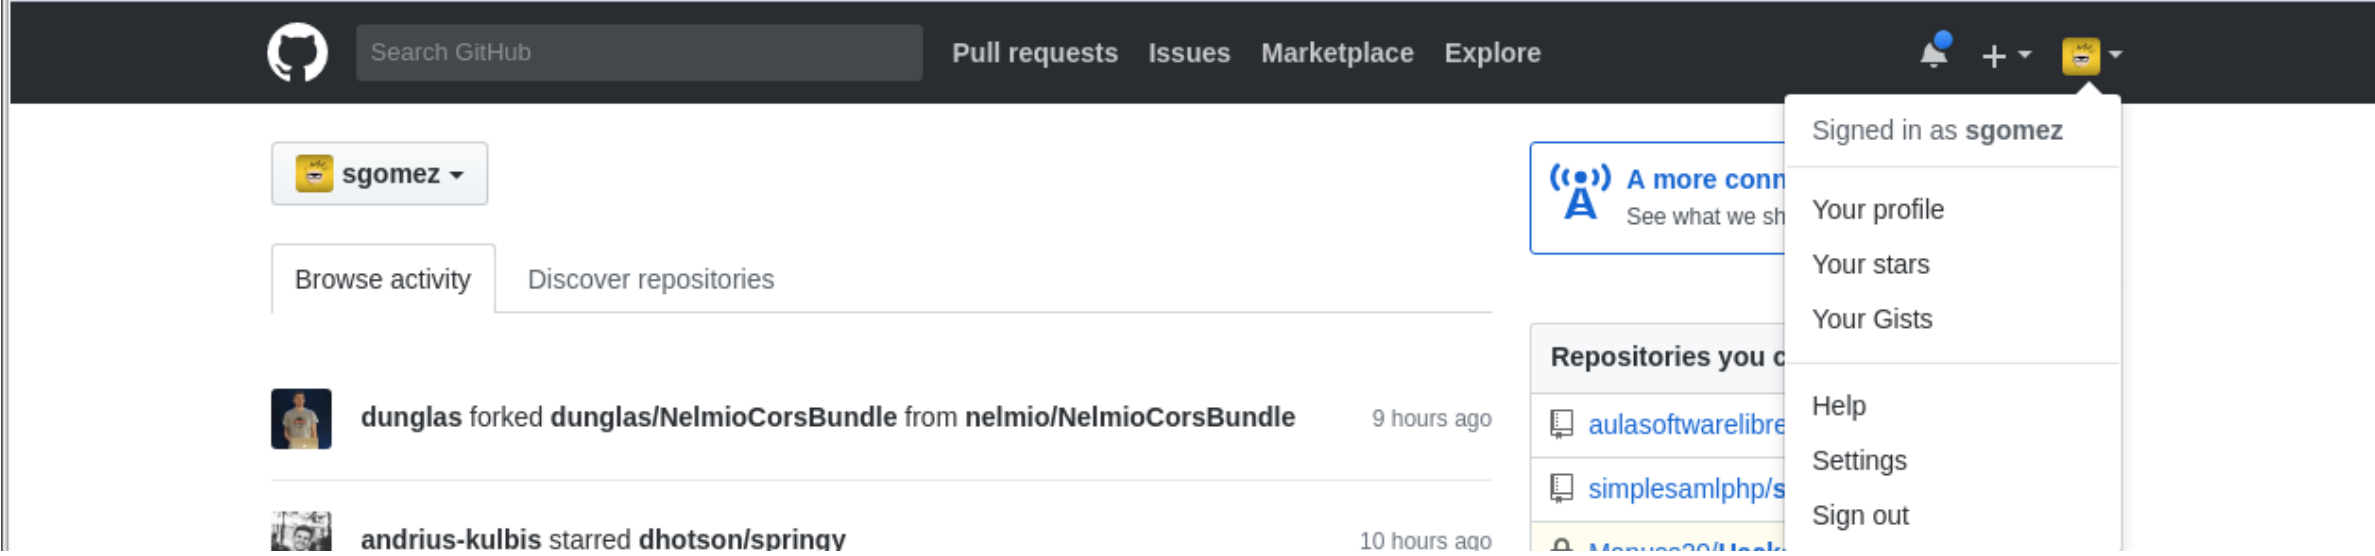 Search GitHub
Pull requests Issues Marketplace Explore
Signed in as sgomez
Your profile
Your stars
Your Gists
Help
Settings
Sign out
sgomez
Browse activity Discover repositories
dunglas forked dunglas/NelmioCorsBundle from nelmio/NelmioCorsBundle 9 hours ago
andrius-kulbis starred dhotson/springy 10 hours ago
A more conn
See what we sh
Repositories you c
aulasoftwarelibre
simplesamlphp/s